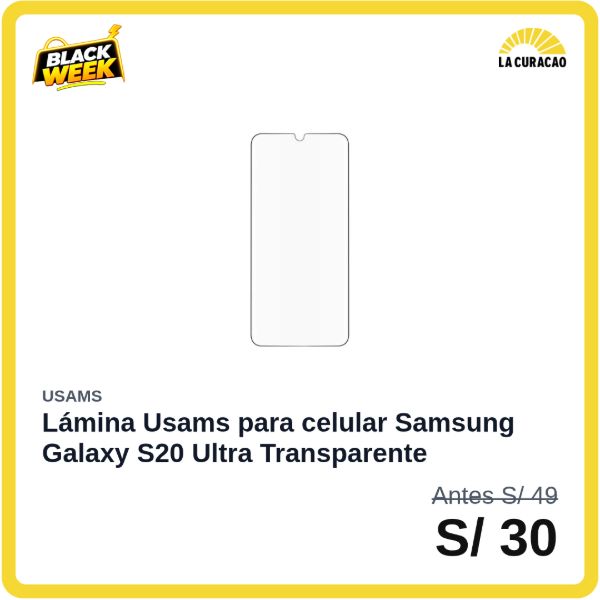 BLACK
WEEK
LA CURACAO
USAMS
Lámina Usams para celular Samsung
Galaxy S20 Ultra Transparente
Antes S/ 49
S/ 30